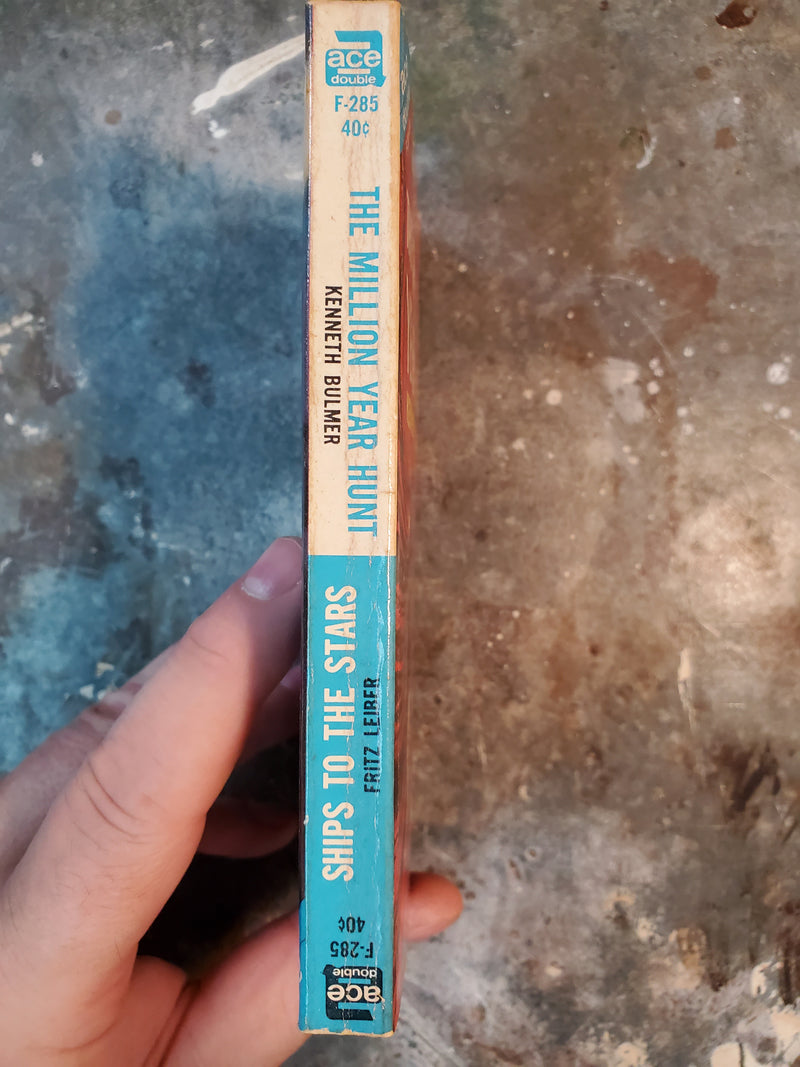 ace
double
F-285
40¢
THE MILLION YEAR HUNT
KENNETH BULMER
SHIPS TO THE STARS
FRITZ LEIBER
ace
double
F-285
40¢